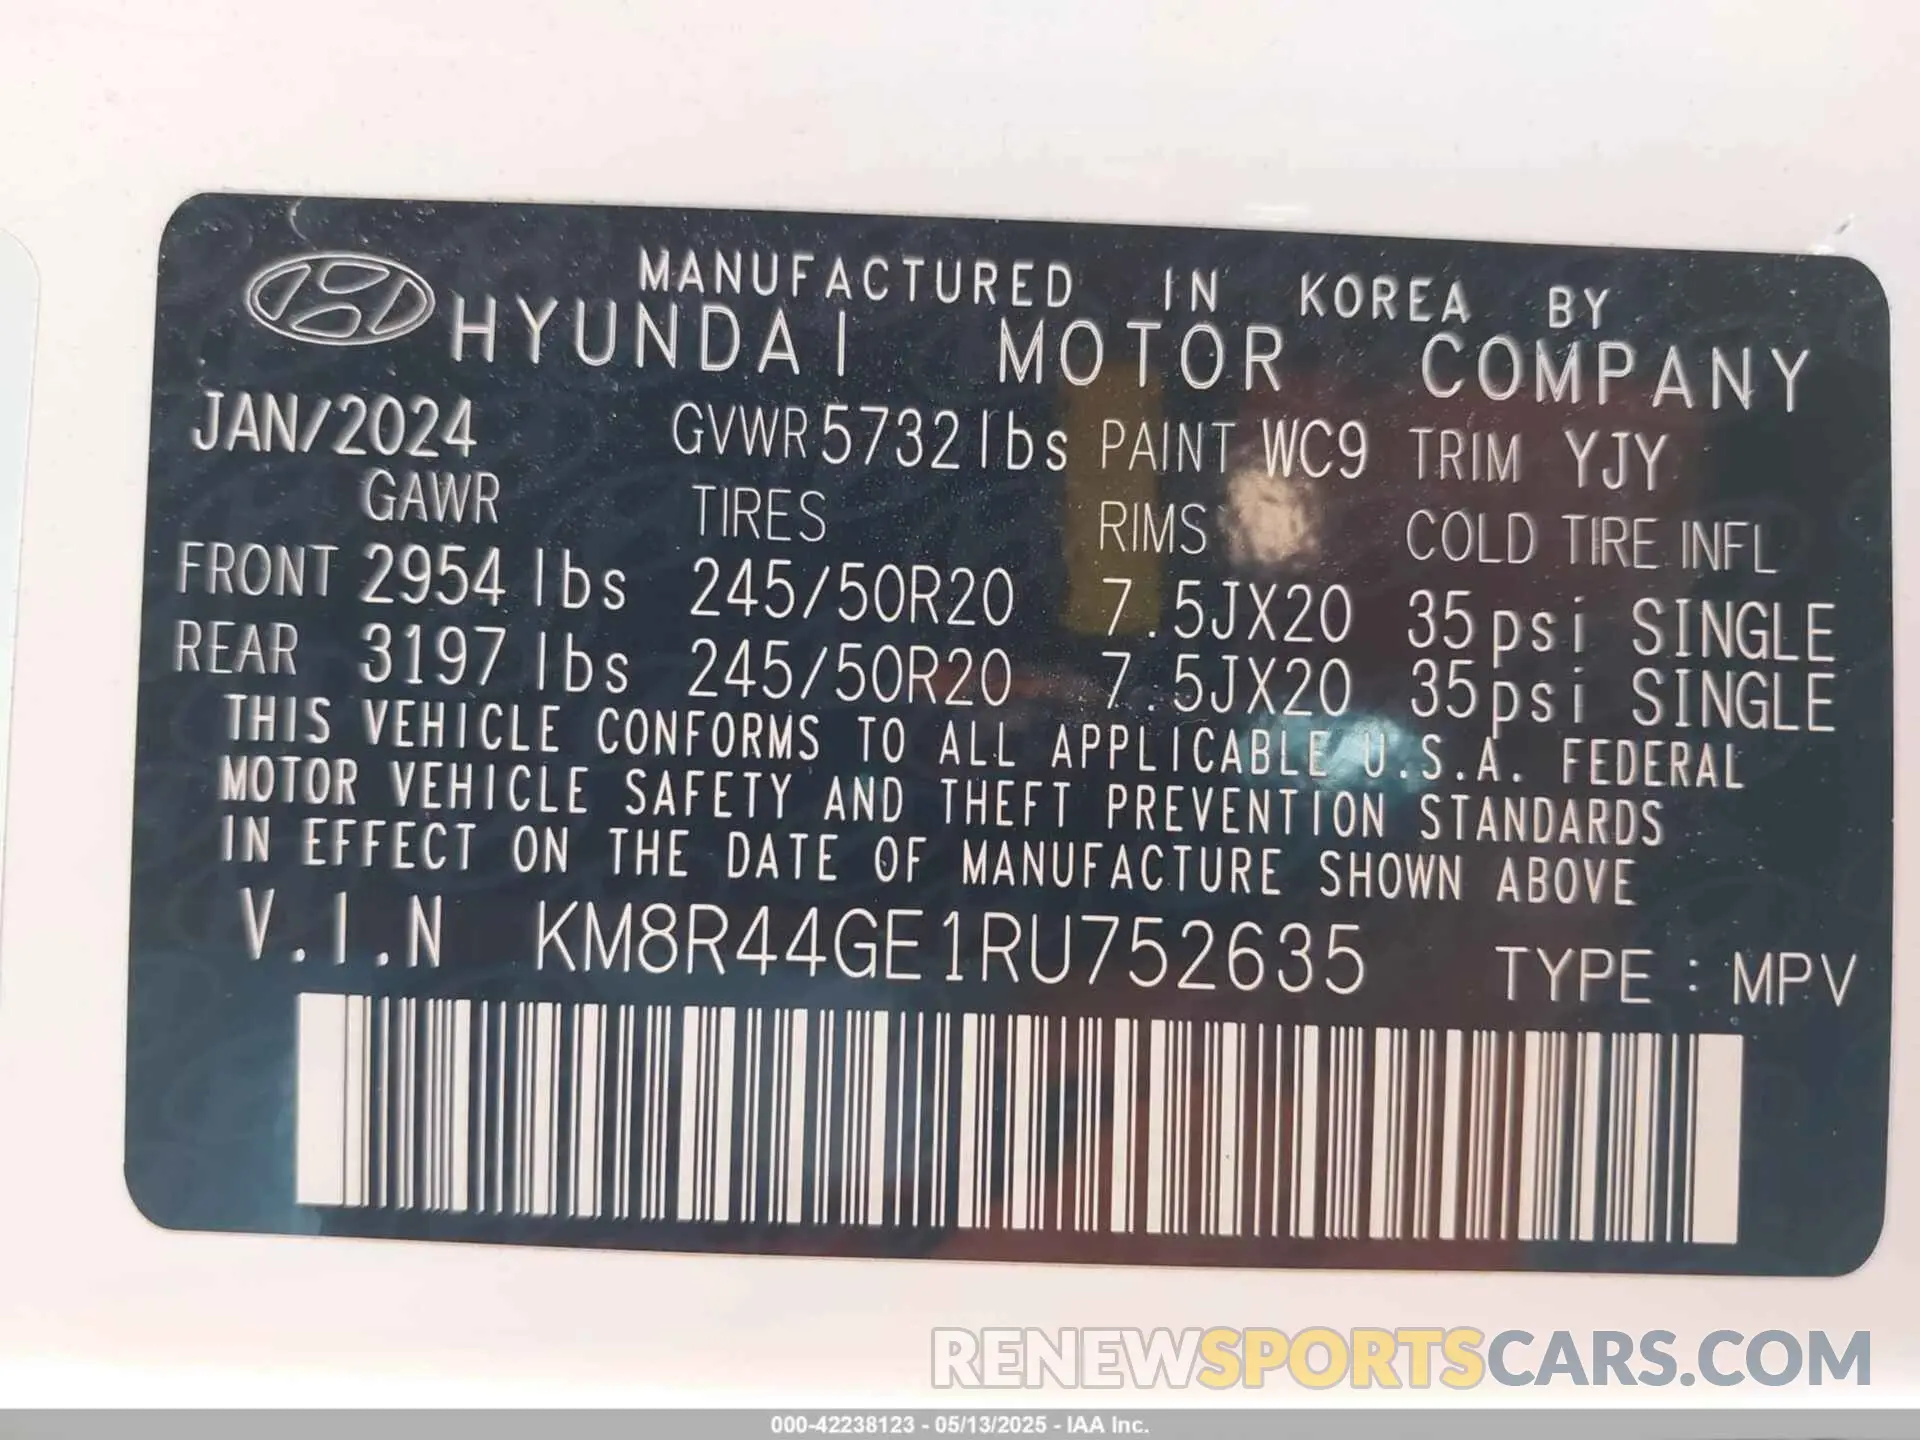 MANUFACTURED IN KOREA BY
HYUNDAI MOTOR COMPANY
JAN/2024 GVWR 5732 lbs PAINT WC9 TRIM YJY
GAWR TIRES RIMS COLD TIRE INFL
FRONT 2954 lbs 245/50R20 7.5JX20 35psi SINGLE
REAR 3197 lbs 245/50R20 7.5JX20 35psi SINGLE
THIS VEHICLE CONFORMS TO ALL APPLICABLE U.S.A. FEDERAL
MOTOR VEHICLE SAFETY AND THEFT PREVENTION STANDARDS
IN EFFECT ON THE DATE OF MANUFACTURE SHOWN ABOVE
V.I.N KM8R44GE1RU752635 TYPE : MPV
RENEWSPORTSCARS.COM
000-42238123 - 05/13/2025 - IAA Inc.